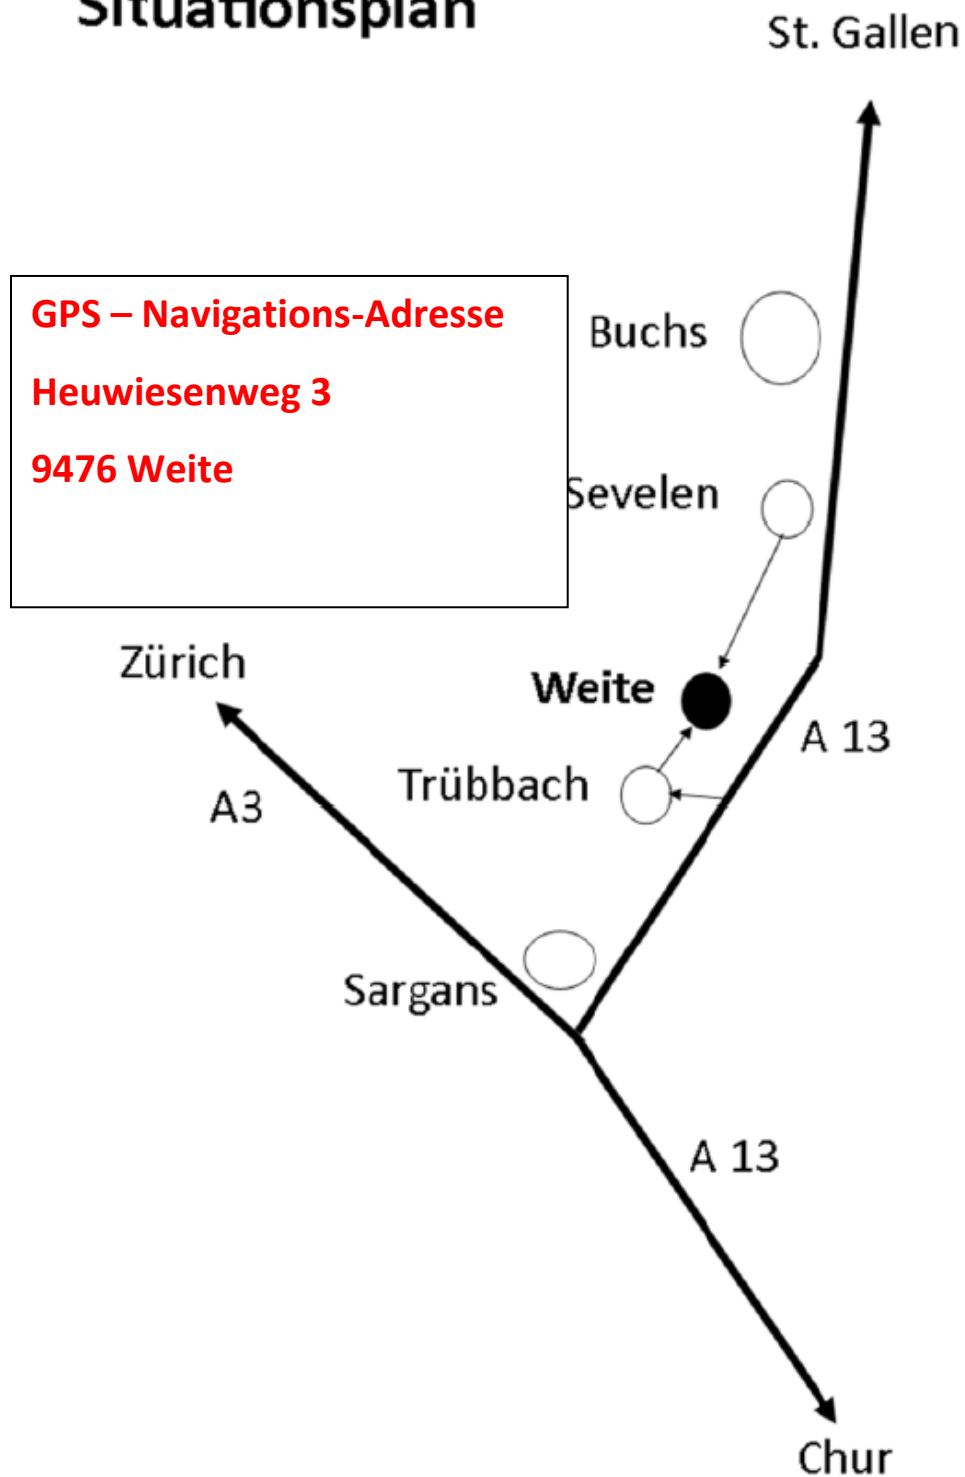 Situationsplan
St. Gallen
GPS – Navigations-Adresse
Heuwiesenweg 3
9476 Weite
Buchs
Sevelen
Zürich
Weite
A 13
Trübbach
A3
Sargans
A 13
Chur